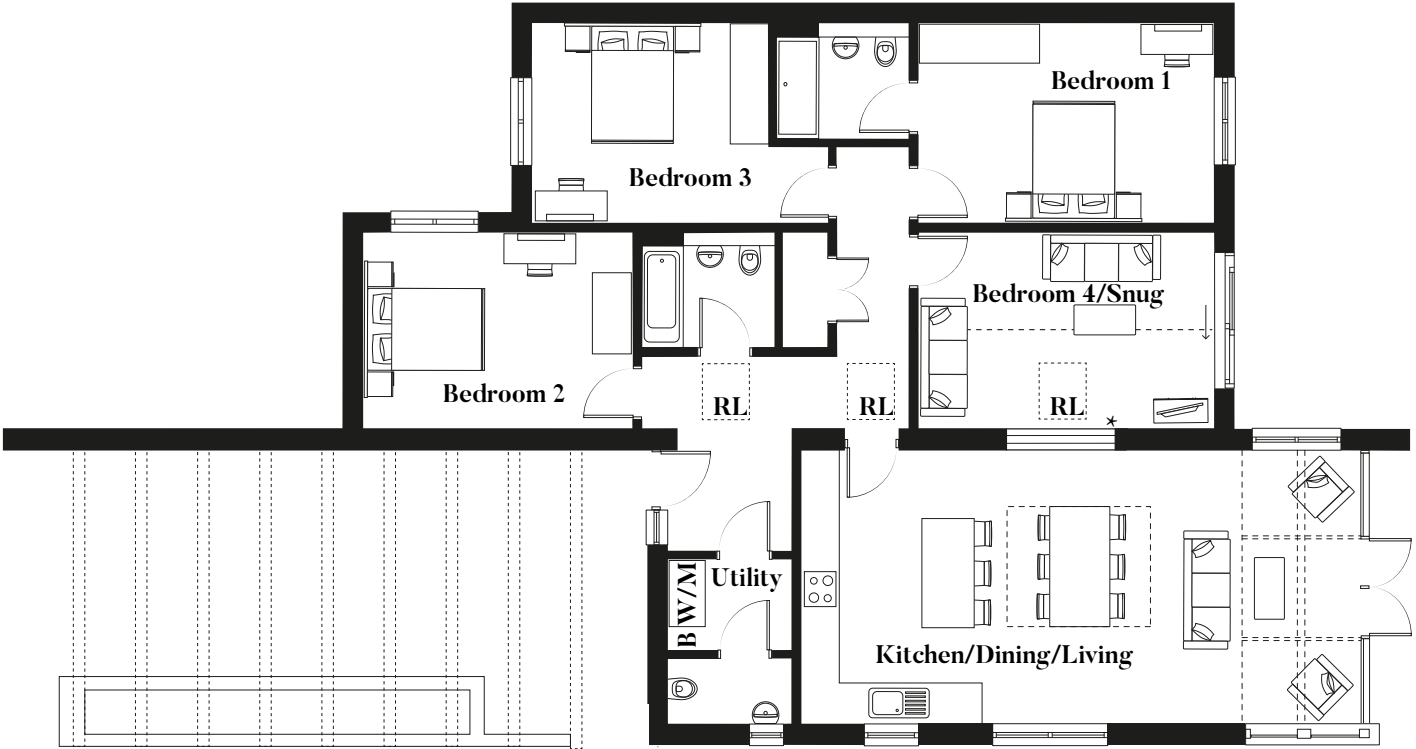 Bedroom 1
Bedroom 3
Bedroom 4/Snug
Bedroom 2
RL
RL
RL
*
Utility
B W/M
Kitchen/Dining/Living